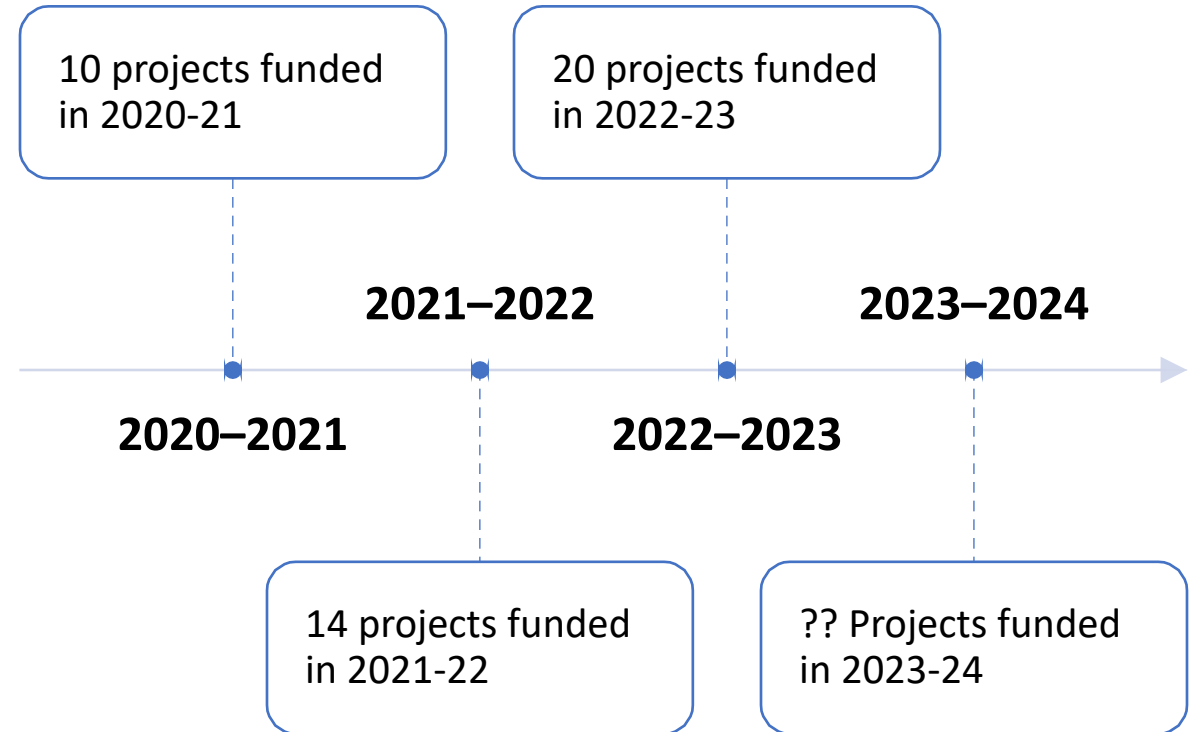 10 projects funded
in 2020-21
20 projects funded
in 2022-23
2021–2022
2023–2024
2020–2021
2022–2023
14 projects funded
in 2021-22
?? Projects funded
in 2023-24